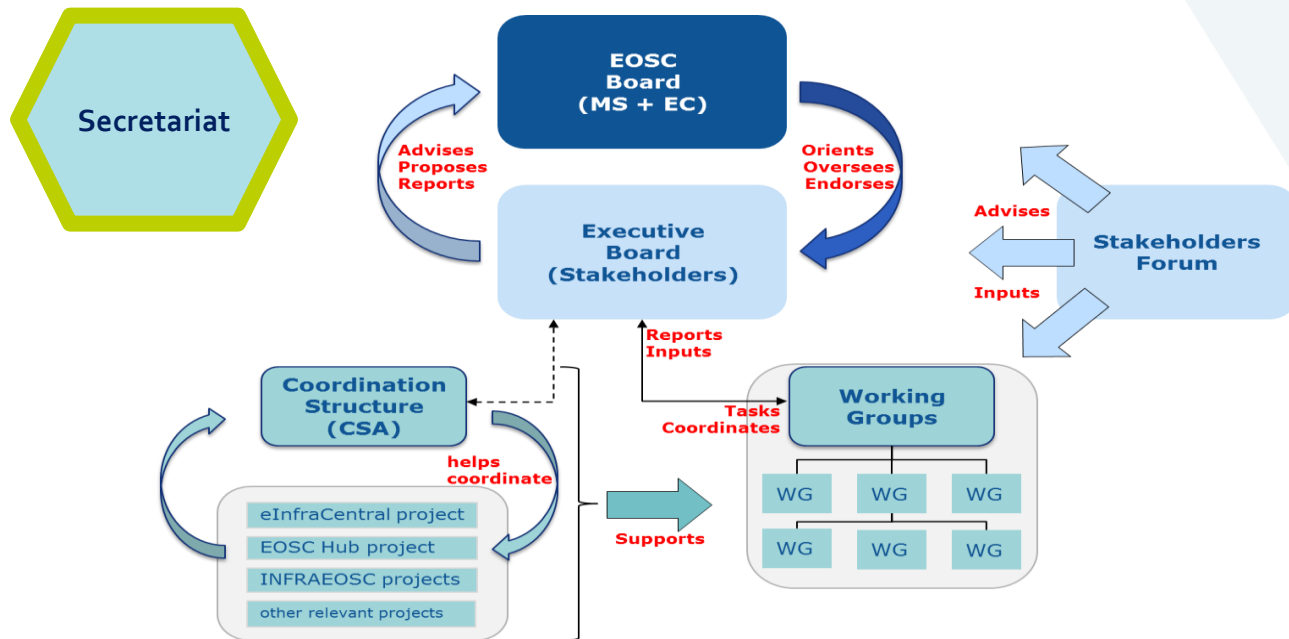 Secretariat
EOSC
Board
(MS + EC)
Advises
Proposes
Reports
Orients
Oversees
Endorses
Executive
Board
(Stakeholders)
Advises
Inputs
Stakeholders
Forum
Reports
Inputs
Coordination
Structure
(CSA)
Tasks
Coordinates
Working
Groups
helps
coordinate
eInfraCentral project
EOSC Hub project
INFRAEOSC projects
other relevant projects
Supports
WG WG WG
WG WG WG